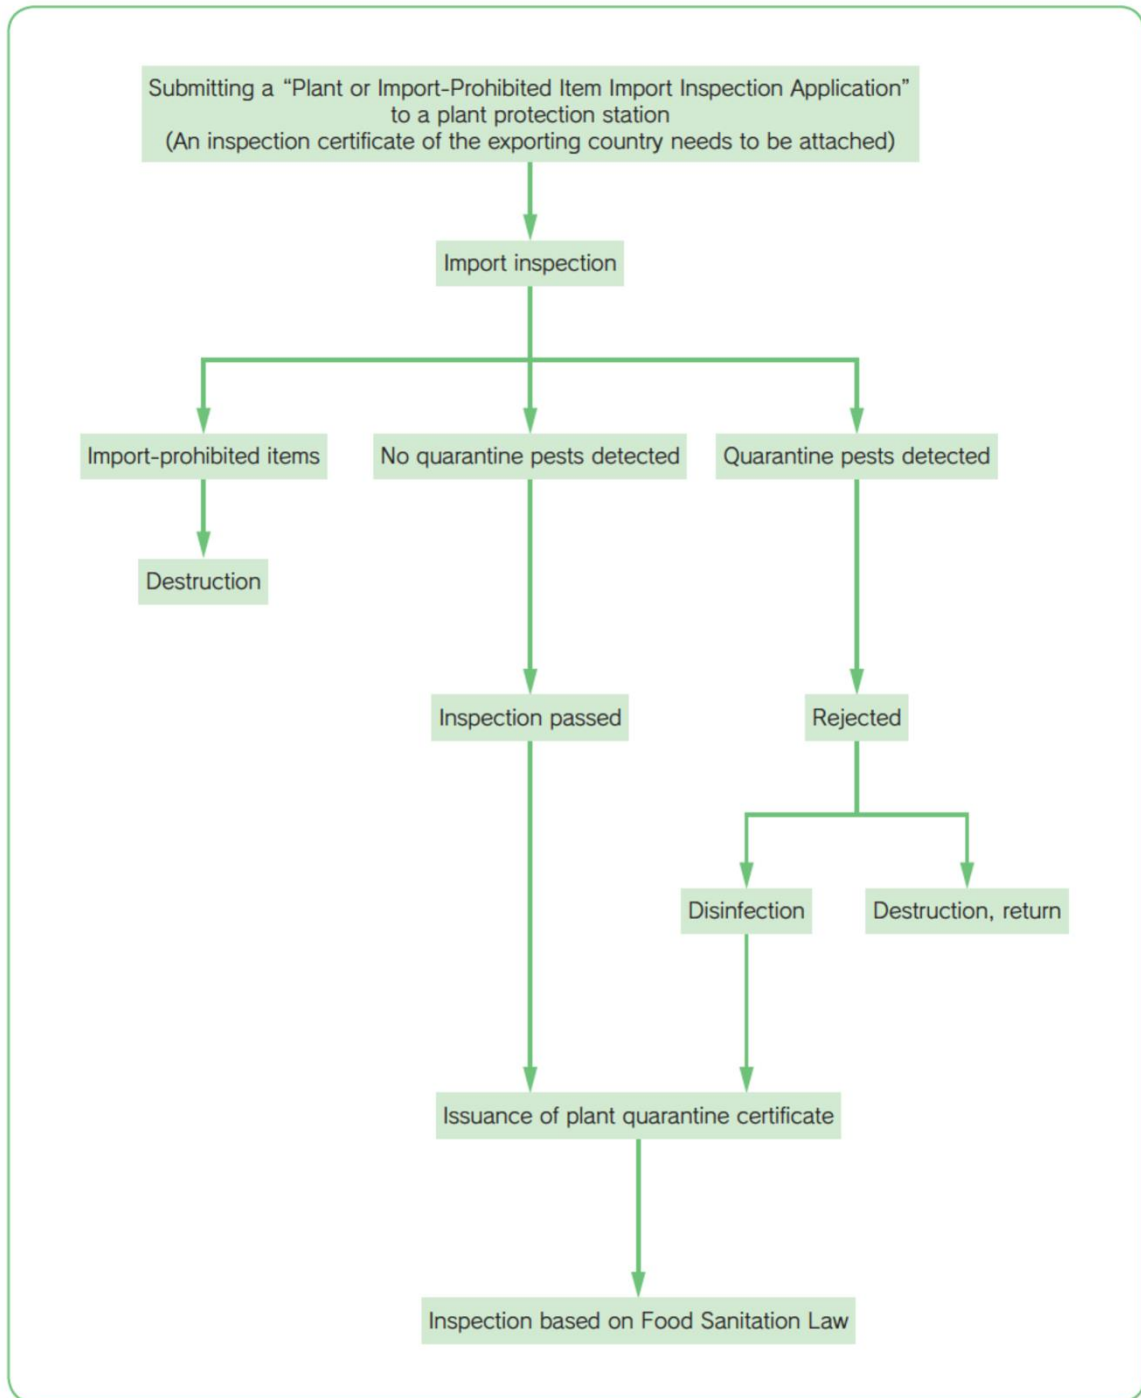 Submitting a “Plant or Import-Prohibited Item Import Inspection Application”
to a plant protection station
(An inspection certificate of the exporting country needs to be attached)
Import inspection
Import-prohibited items
No quarantine pests detected
Quarantine pests detected
Destruction
Inspection passed
Rejected
Disinfection
Destruction, return
Issuance of plant quarantine certificate
Inspection based on Food Sanitation Law